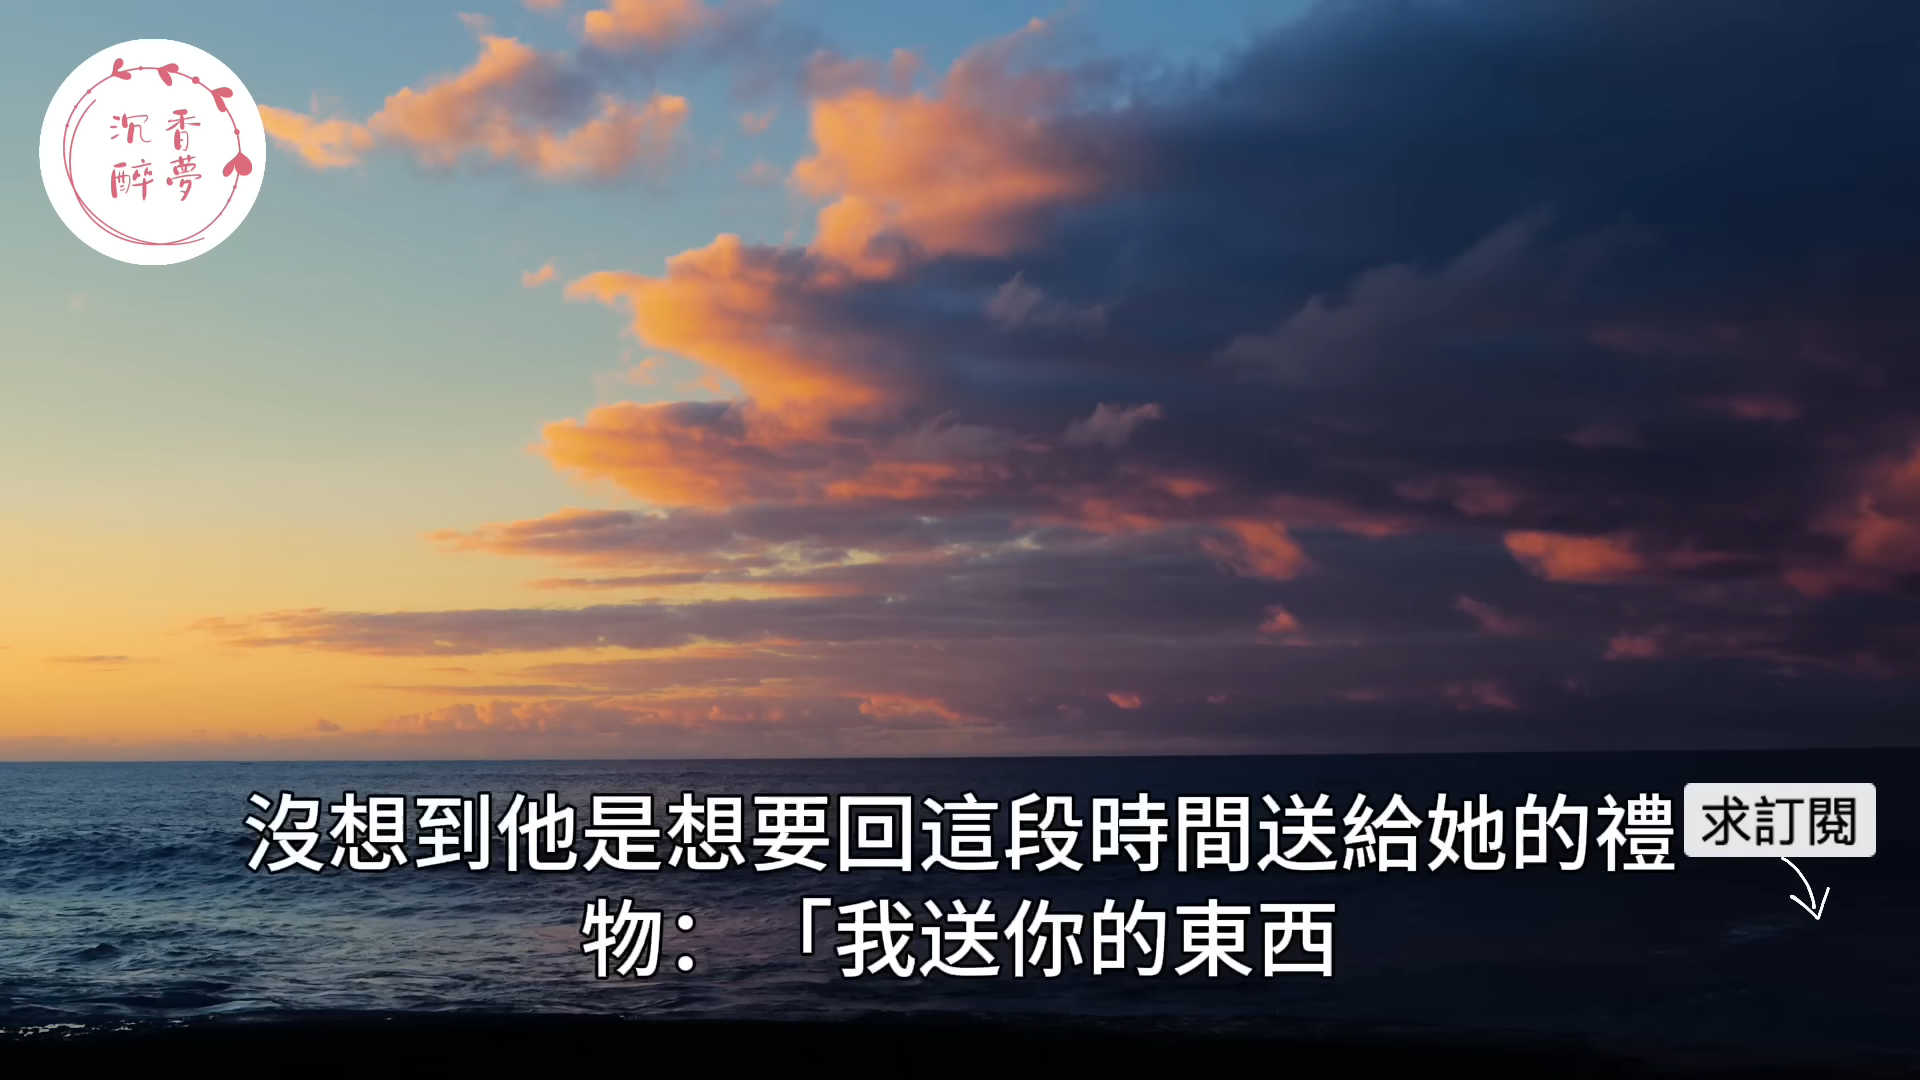 沉香
醉夢
沒想到他是想要回這段時間送給她的禮
物：「我送你的東西
求訂閱